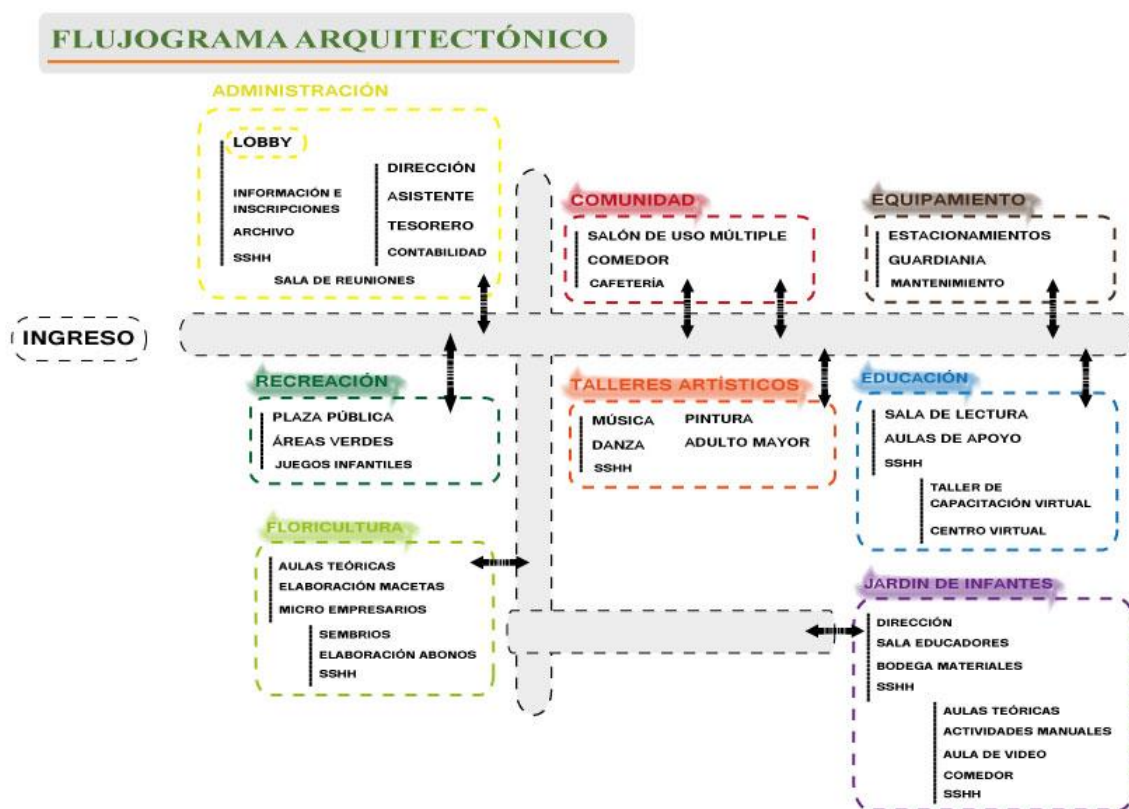 FLUJOGRAMA ARQUITECTÓNICO
ADMINISTRACIÓN
LOBBY
INFORMACIÓN E
INSCRIPCIONES
ARCHIVO
SSHH
DIRECCIÓN
ASISTENTE
TESORERO
CONTABILIDAD
SALA DE REUNIONES
COMUNIDAD
SALÓN DE USO MÚLTIPLE
COMEDOR
CAFETERÍA
EQUIPAMIENTO
ESTACIONAMIENTOS
GUARDIANIA
MANTENIMIENTO
INGRESO
RECREACIÓN
PLAZA PÚBLICA
ÁREAS VERDES
JUEGOS INFANTILES
TALLERES ARTÍSTICOS
MÚSICA
DANZA
SSHH
PINTURA
ADULTO MAYOR
EDUCACIÓN
SALA DE LECTURA
AULAS DE APOYO
SSHH
TALLER DE
CAPACITACIÓN VIRTUAL
CENTRO VIRTUAL
FLORICULTURA
AULAS TEÓRICAS
ELABORACIÓN MACETAS
MICRO EMPRESARIOS
SEMBRIOS
ELABORACIÓN ABONOS
SSHH
JARDIN DE INFANTES
DIRECCIÓN
SALA EDUCADORES
BODEGA MATERIALES
SSHH
AULAS TEÓRICAS
ACTIVIDADES MANUALES
AULA DE VIDEO
COMEDOR
SSHH